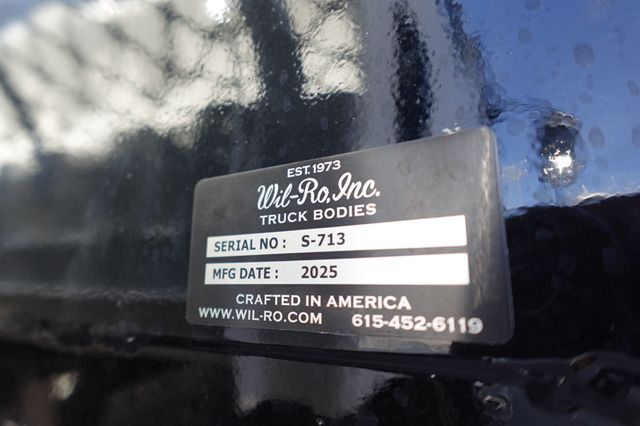 EST. 1973
Wil-Ro, Inc.
TRUCK BODIES
SERIAL NO : S-713
MFG DATE : 2025
CRAFTED IN AMERICA
WWW.WIL-RO.COM 615-452-6119